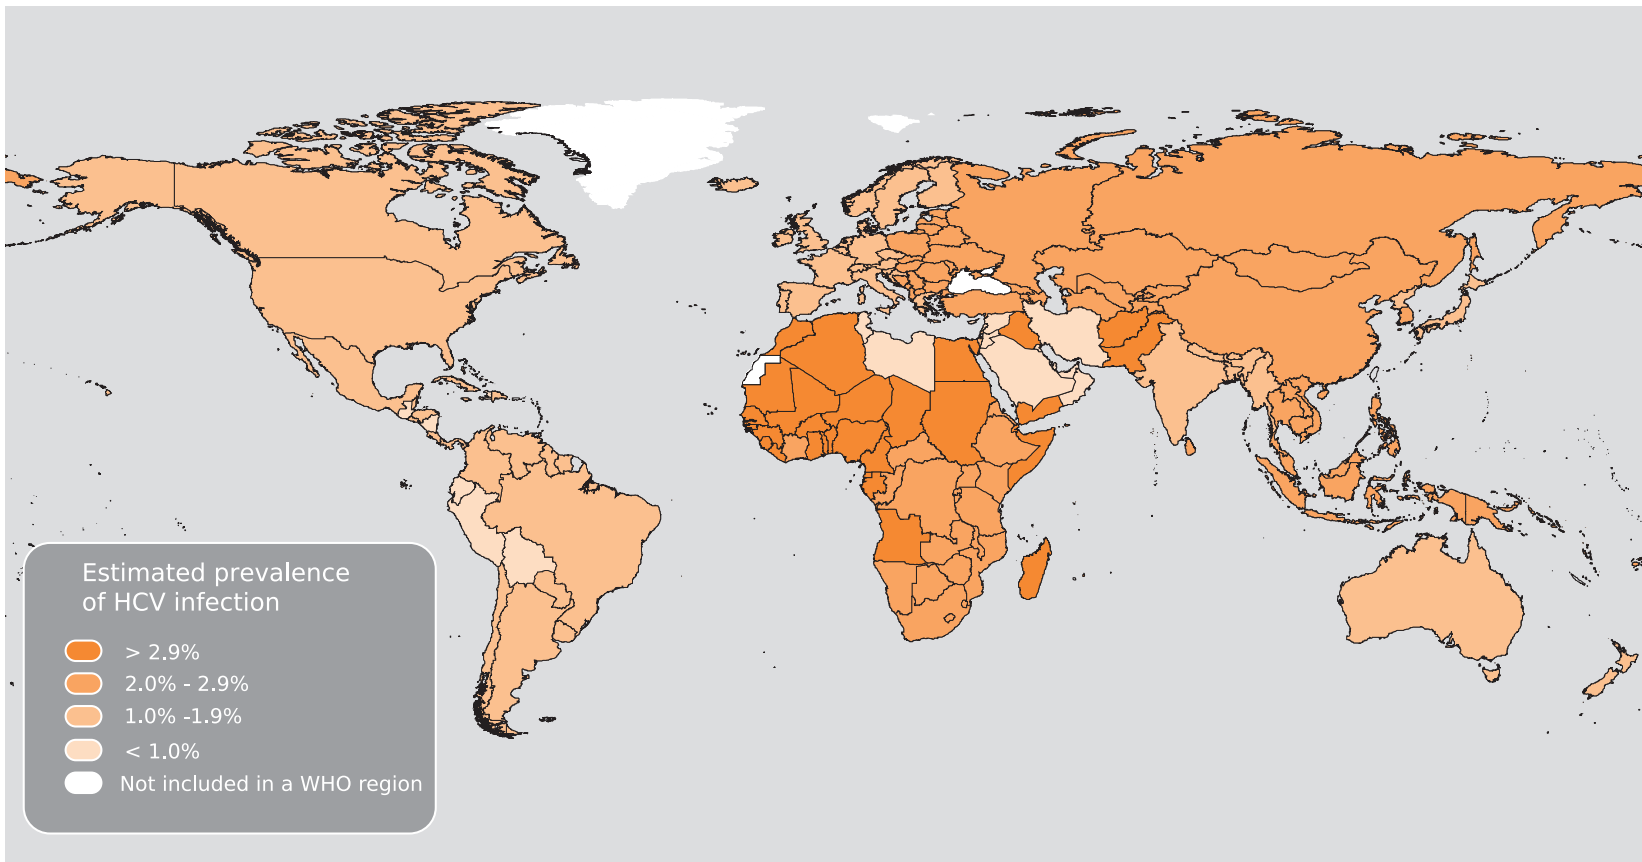 Estimated prevalence
of HCV infection
> 2.9%
2.0% - 2.9%
1.0% -1.9%
< 1.0%
Not included in a WHO region